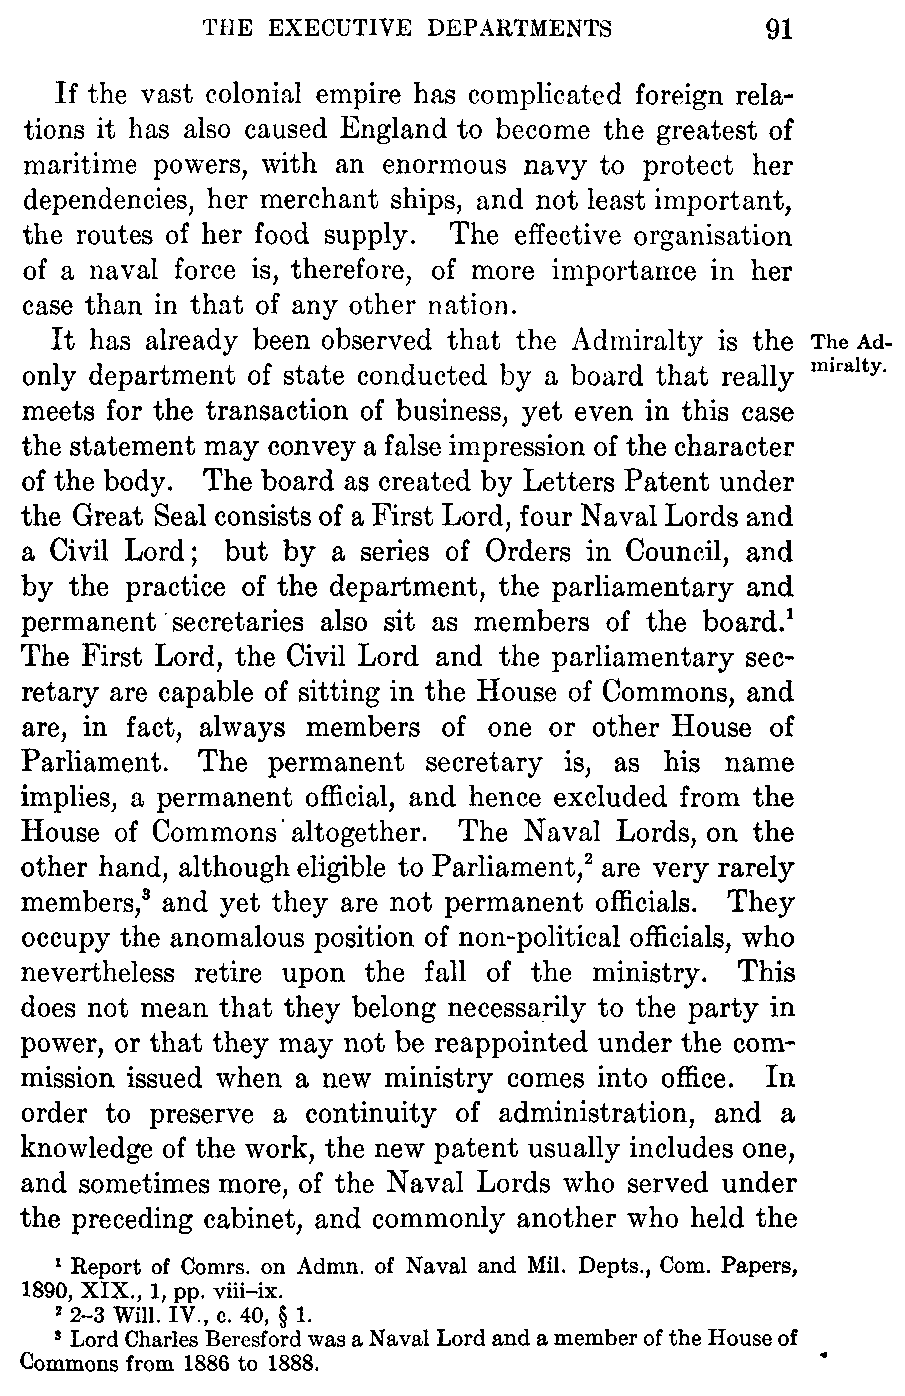 THE EXECUTIVE DEPARTMENTS 91
If the vast colonial empire has complicated foreign rela-
tions it has also caused England to become the greatest of
maritime powers, with an enormous navy to protect her
dependencies, her merchant ships, and not least important,
the routes of her food supply. The effective organisation
of a naval force is, therefore, of more importance in her
case than in that of any other nation.
It has already been observed that the Admiralty is the
The Ad-
miralty.
only department of state conducted by a board that really
meets for the transaction of business, yet even in this case
the statement may convey a false impression of the character
of the body. The board as created by Letters Patent under
the Great Seal consists of a First Lord, four Naval Lords and
a Civil Lord; but by a series of Orders in Council, and
by the practice of the department, the parliamentary and
permanent secretaries also sit as members of the board.¹
The First Lord, the Civil Lord and the parliamentary sec-
retary are capable of sitting in the House of Commons, and
are, in fact, always members of one or other House of
Parliament. The permanent secretary is, as his name
implies, a permanent official, and hence excluded from the
House of Commons altogether. The Naval Lords, on the
other hand, although eligible to Parliament,² are very rarely
members,³ and yet they are not permanent officials. They
occupy the anomalous position of non-political officials, who
nevertheless retire upon the fall of the ministry. This
does not mean that they belong necessarily to the party in
power, or that they may not be reappointed under the com-
mission issued when a new ministry comes into office. In
order to preserve a continuity of administration, and a
knowledge of the work, the new patent usually includes one,
and sometimes more, of the Naval Lords who served under
the preceding cabinet, and commonly another who held the
¹ Report of Comrs. on Admn. of Naval and Mil. Depts., Com. Papers,
1890, XIX., 1, pp. viii–ix.
² 2–3 Will. IV., c. 40, § 1.
³ Lord Charles Beresford was a Naval Lord and a member of the House of
Commons from 1886 to 1888.